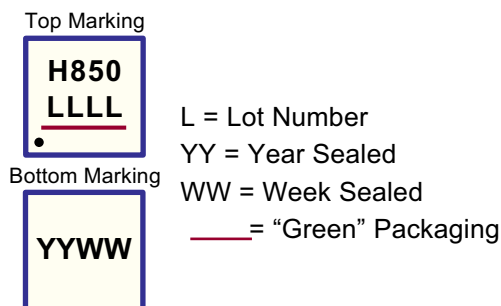 Top Marking
H850
LLLL
Bottom Marking
YYWW
L = Lot Number
YY = Year Sealed
WW = Week Sealed
= “Green” Packaging